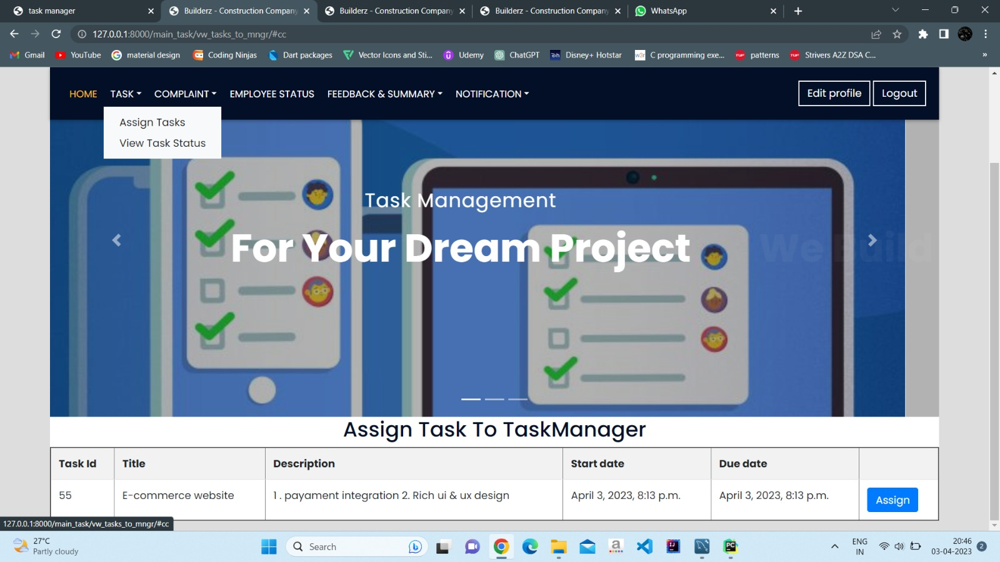 task manager
Builderz - Construction Company
Builderz - Construction Company
Builderz - Construction Company
WhatsApp
127.0.0.1:8000/main_task/vw_tasks_to_mngr/#cc
Gmail
YouTube
material design
Coding Ninjas
Dart packages
Vector Icons and Sti...
Udemy
ChatGPT
Disney+ Hotstar
C programming exe...
patterns
Strivers A2Z DSA C...
HOME
TASK
COMPLAINT
EMPLOYEE STATUS
FEEDBACK & SUMMARY
NOTIFICATION
Edit profile
Logout
Assign Tasks
View Task Status
Task Management
For Your Dream Project
We Build
Assign Task To TaskManager
Task Id
Title
Description
Start date
Due date
55
E-commerce website
1 . payament integration 2. Rich ui & ux design
April 3, 2023, 8:13 p.m.
April 3, 2023, 8:13 p.m.
Assign
127.0.0.1:8000/main_task/vw_tasks_to_mngr/#cc
27°C
Partly cloudy
Search
ENG
IN
20:46
03-04-2023
2